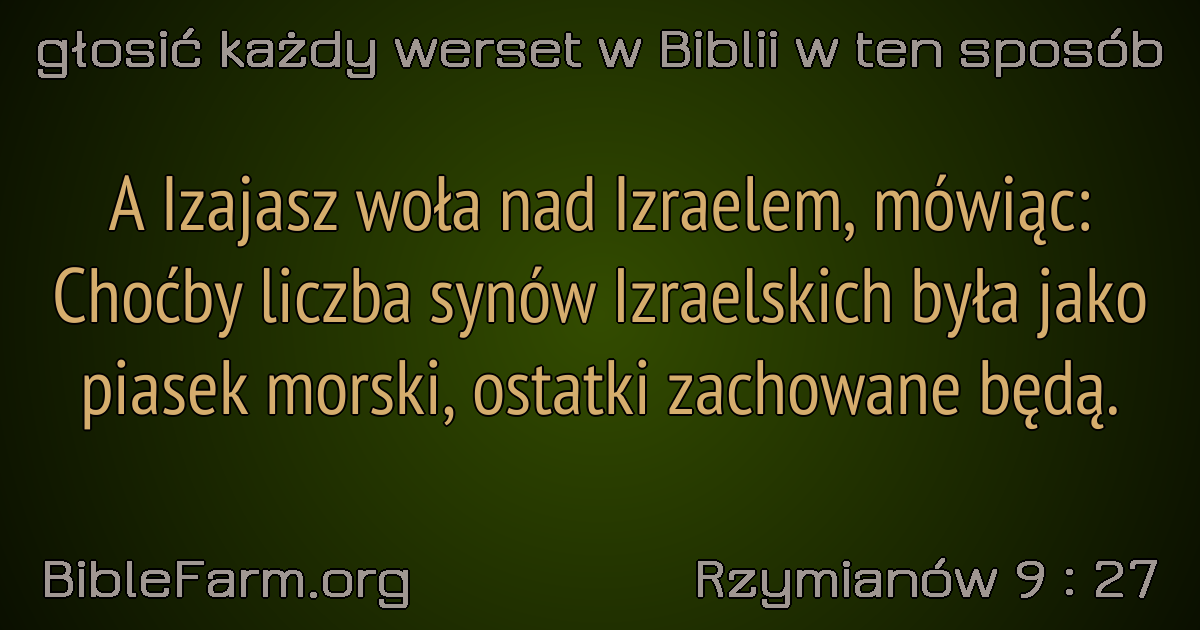 głosić każdy werset w Biblii w ten sposób
A Izajasz woła nad Izraelem, mówiąc:
Choćby liczba synów Izraelskich była jako
piasek morski, ostatki zachowane będą.
BibleFarm.org
Rzymianów 9 : 27